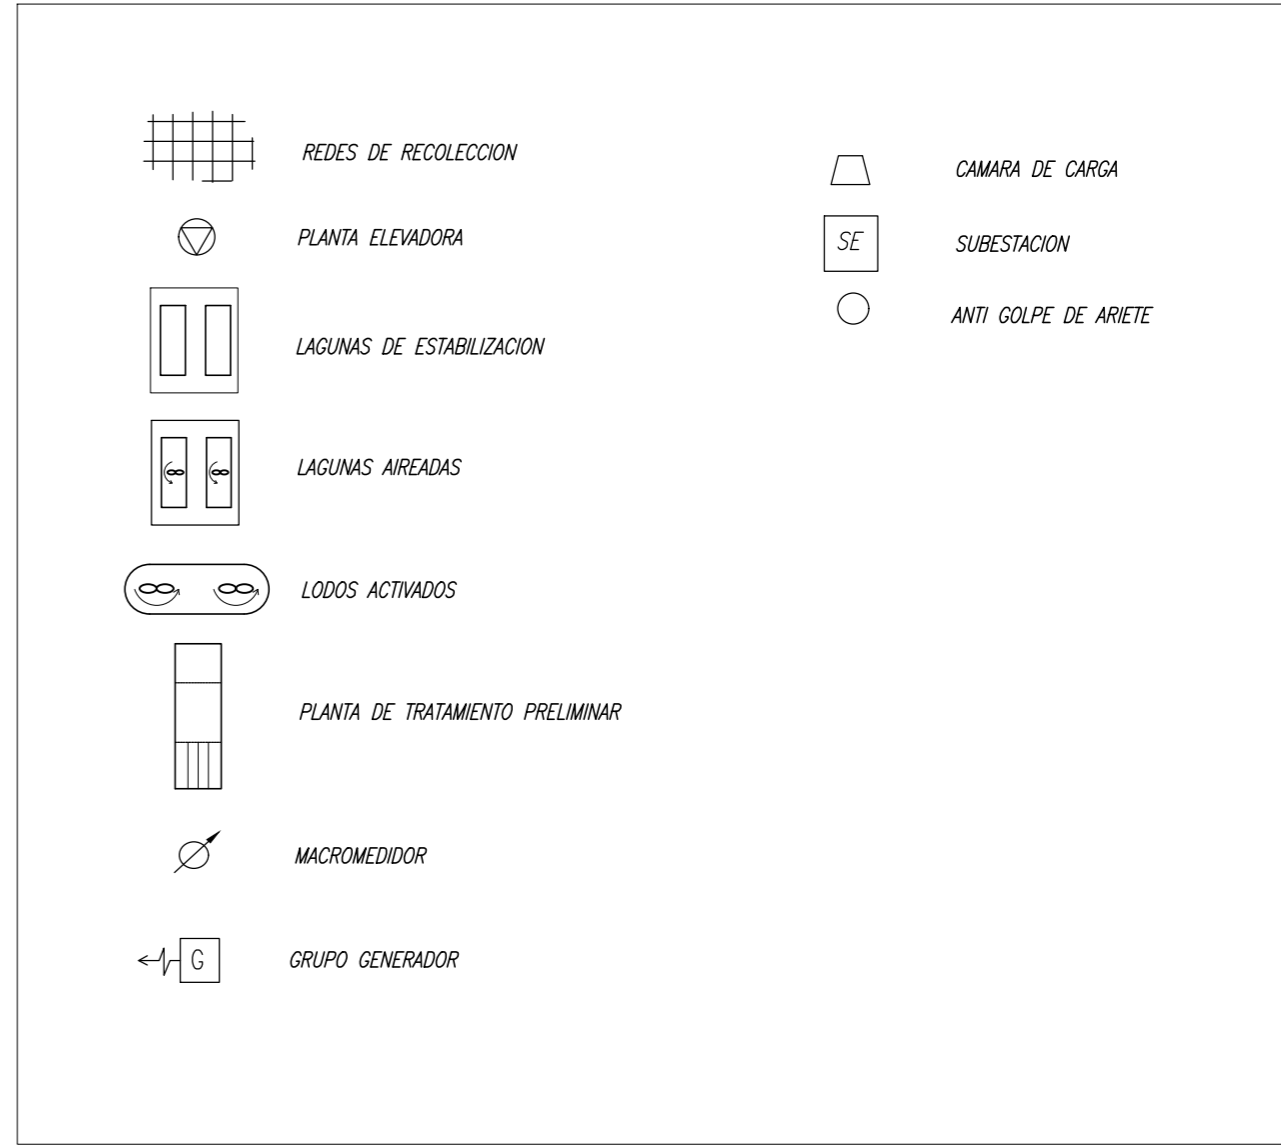 REDES DE RECOLECCION
PLANTA ELEVADORA
LAGUNAS DE ESTABILIZACION
LAGUNAS AIREADAS
LODOS ACTIVADOS
PLANTA DE TRATAMIENTO PRELIMINAR
MACROMEDIDOR
G GRUPO GENERADOR
CAMARA DE CARGA
SE SUBESTACION
ANTI GOLPE DE ARIETE